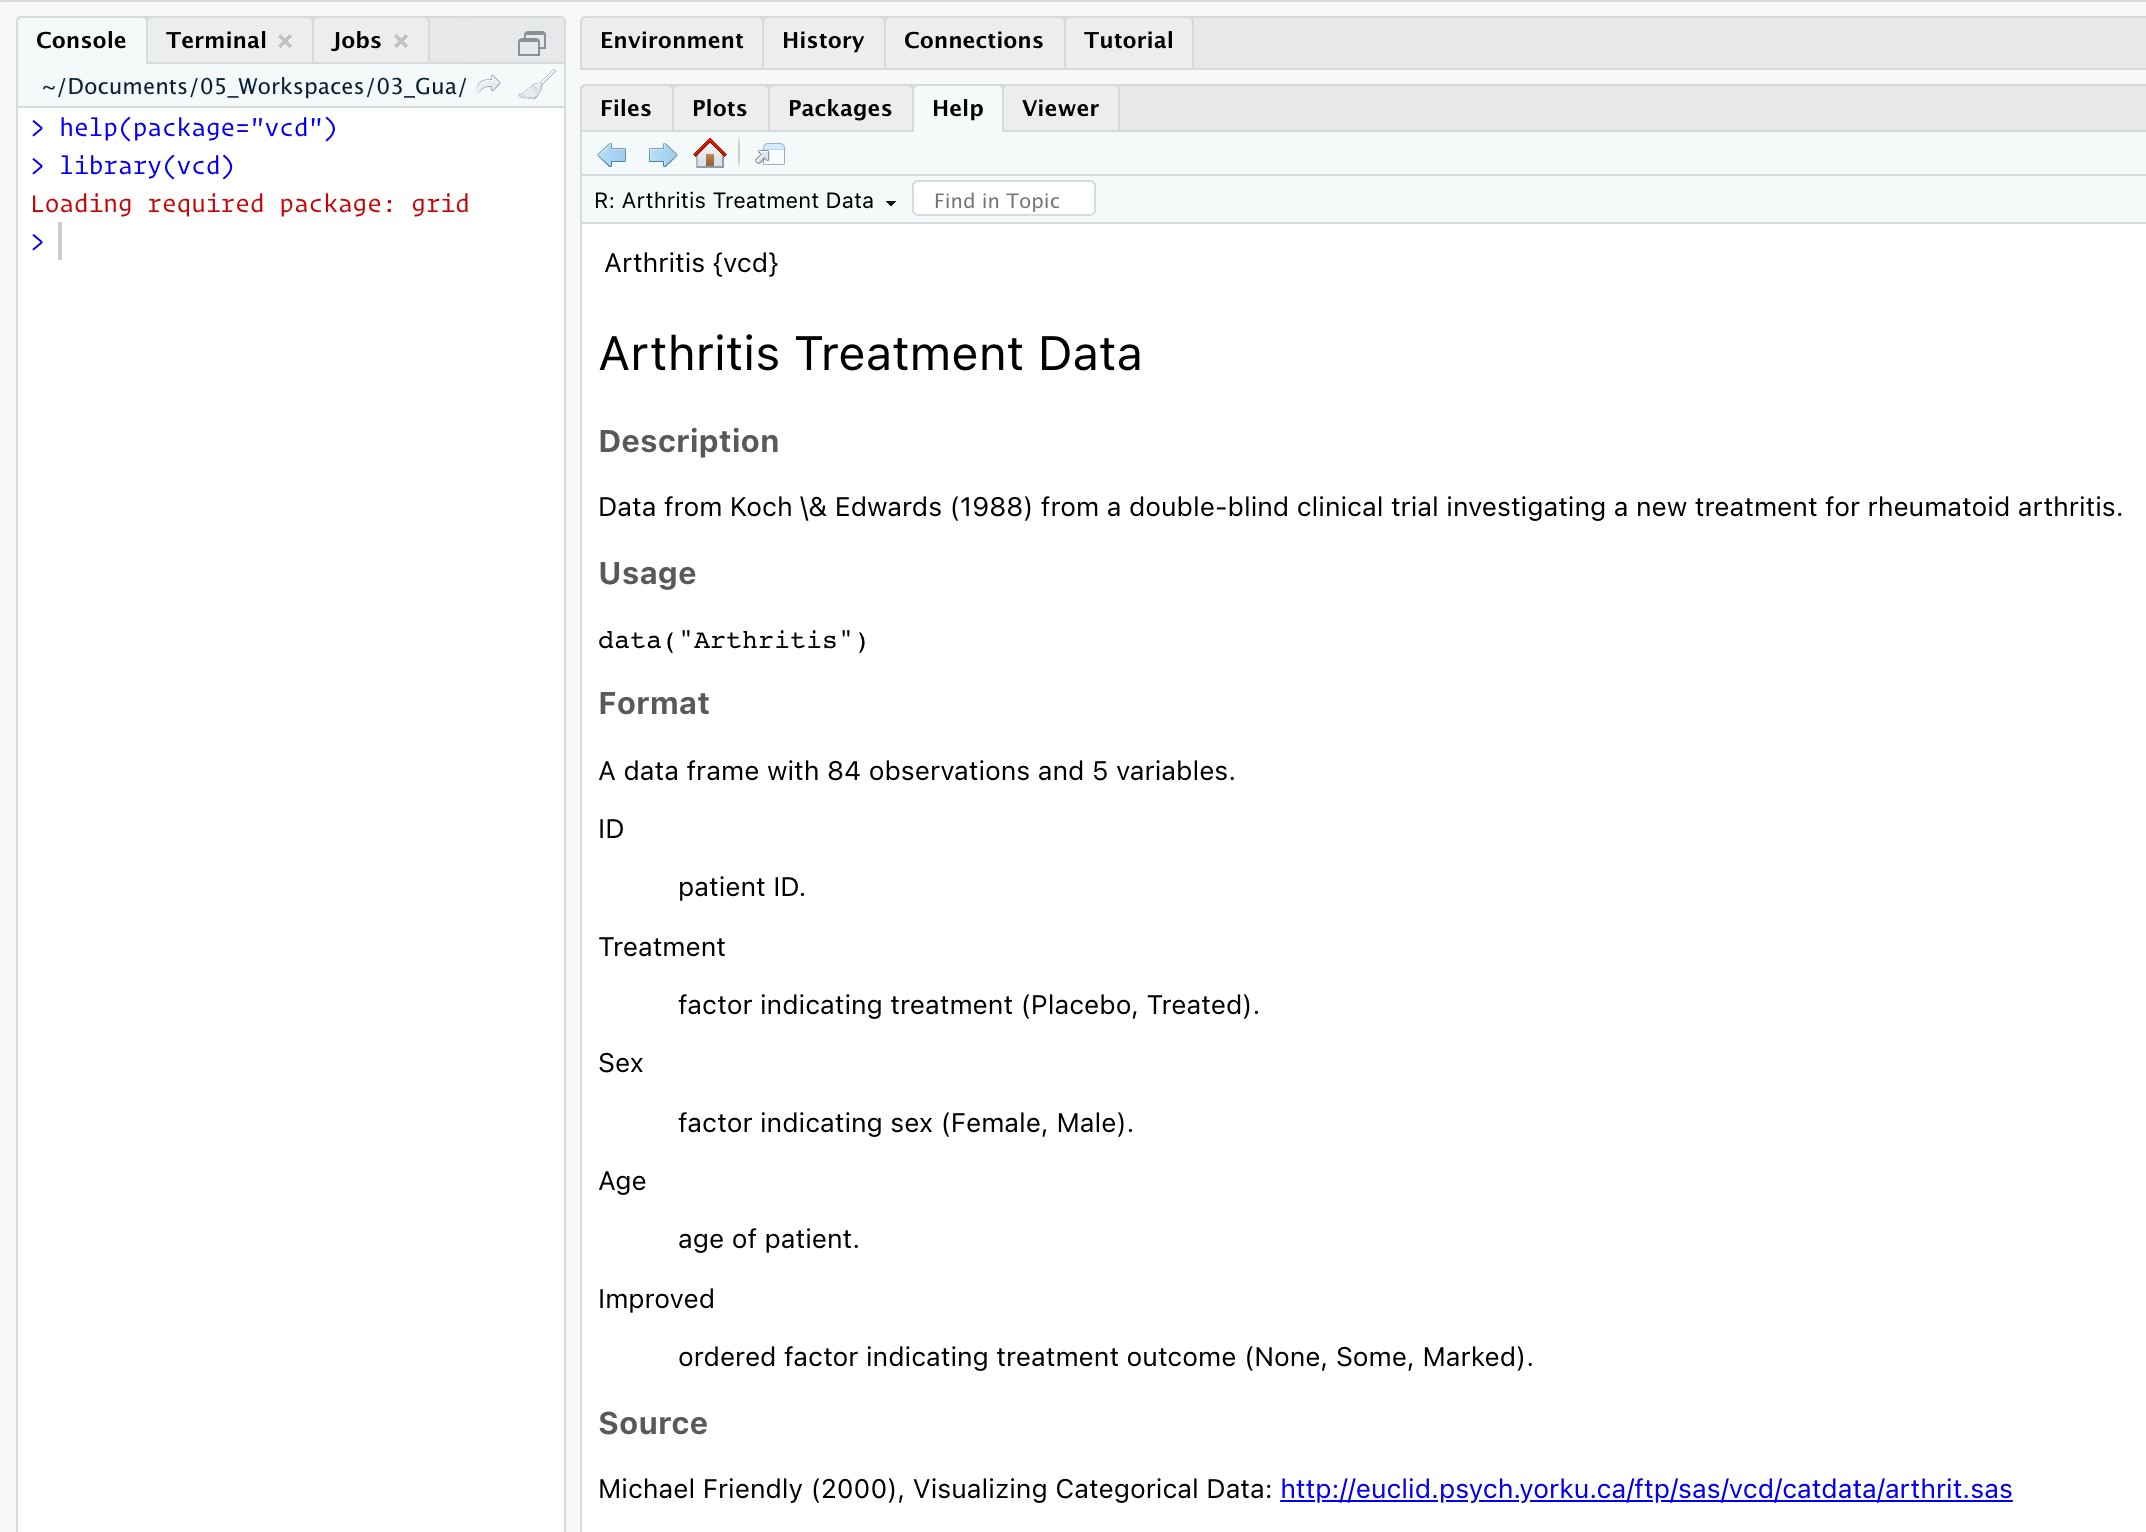 Console Terminal Jobs
~/Documents/05_Workspaces/03_Gua/
> help(package="vcd")
> library(vcd)
Loading required package: grid
>
Environment History Connections Tutorial
Files Plots Packages Help Viewer
R: Arthritis Treatment Data Find in Topic
Arthritis {vcd}
Arthritis Treatment Data
Description
Data from Koch \& Edwards (1988) from a double-blind clinical trial investigating a new treatment for rheumatoid arthritis.
Usage
data("Arthritis")
Format
A data frame with 84 observations and 5 variables.
ID
patient ID.
Treatment
factor indicating treatment (Placebo, Treated).
Sex
factor indicating sex (Female, Male).
Age
age of patient.
Improved
ordered factor indicating treatment outcome (None, Some, Marked).
Source
Michael Friendly (2000), Visualizing Categorical Data: http://euclid.psych.yorku.ca/ftp/sas/vcd/catdata/arthrit.sas